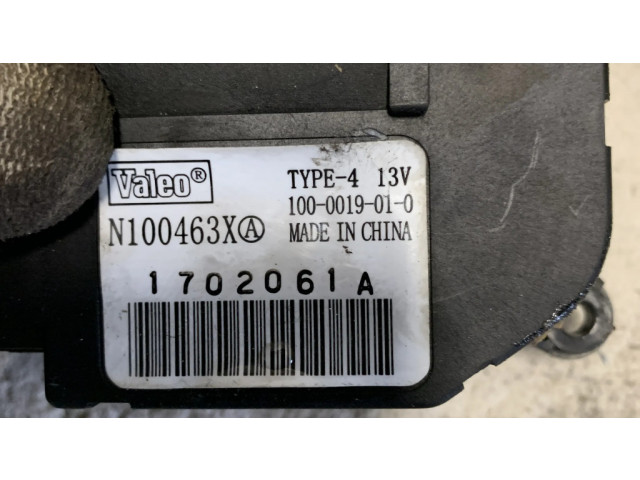 Valeo®
TYPE-4 13V
100-0019-01-0
N100463XⒶ
MADE IN CHINA
1702061A